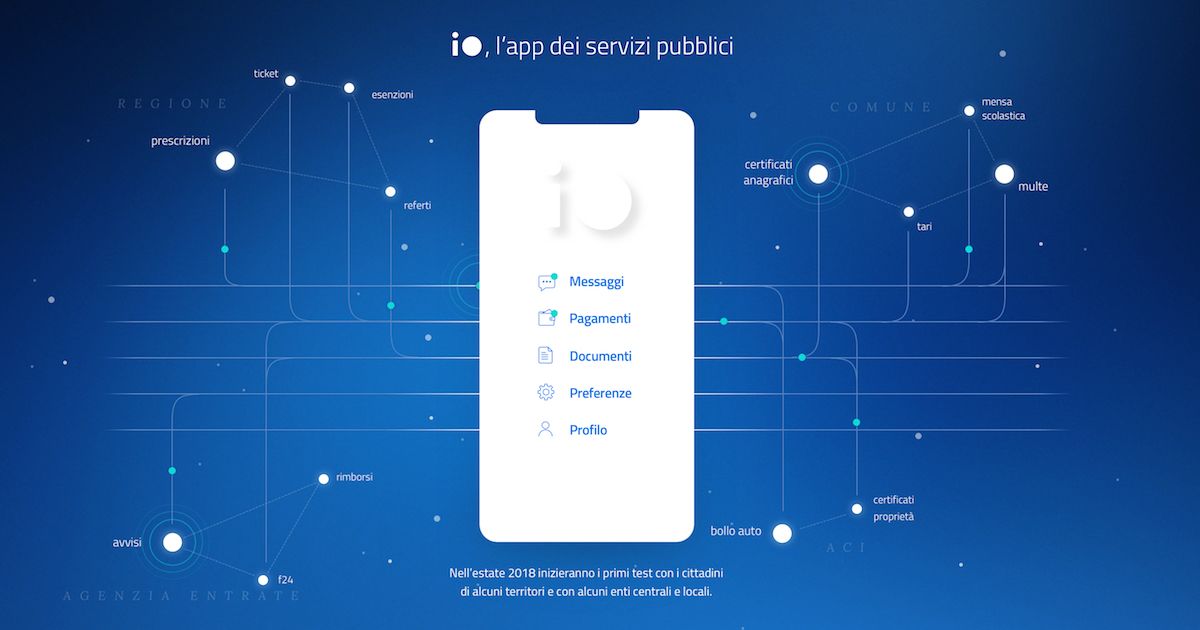 io, l'app dei servizi pubblici
REGIONE
ticket
esenzioni
prescrizioni
referti
COMUNE
mensa
scolastica
certificati
anagrafici
multe
tari
io
Messaggi
Pagamenti
Documenti
Preferenze
Profilo
rimborsi
avvisi
f24
AGENZIA ENTRATE
certificati
proprietà
bollo auto
ACI
Nell'estate 2018 inizieranno i primi test con i cittadini
di alcuni territori e con alcuni enti centrali e locali.